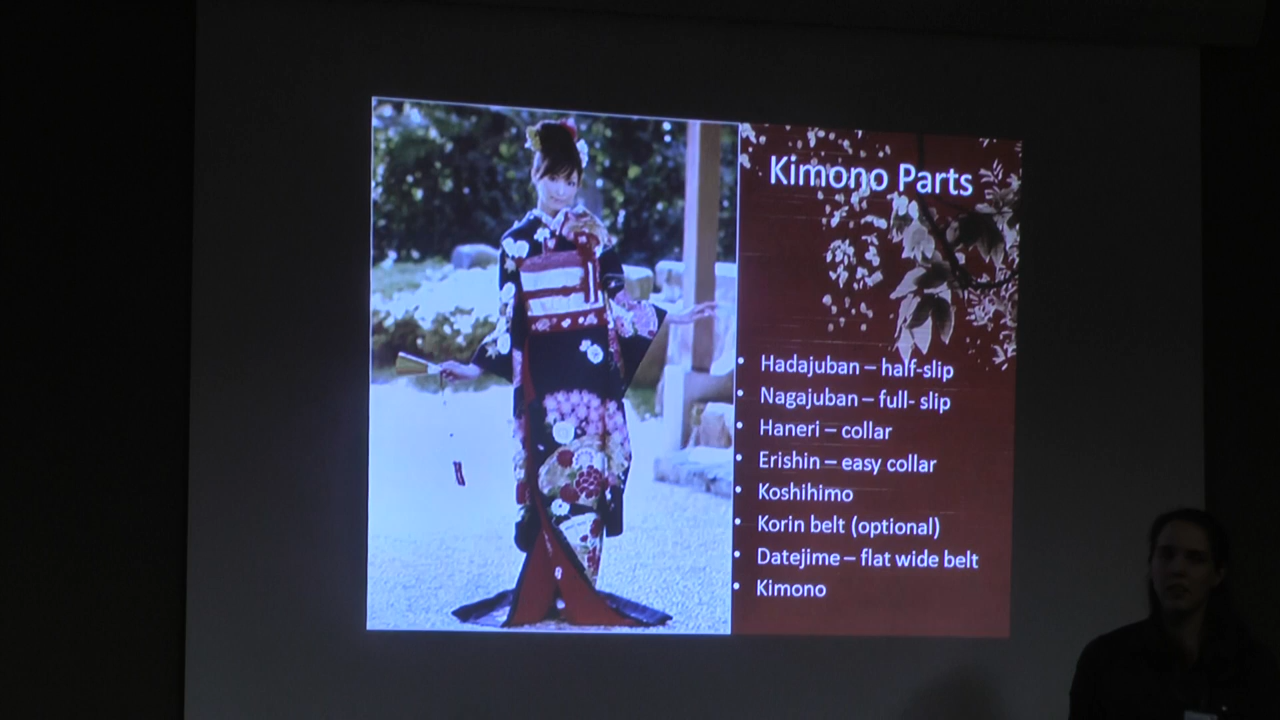 Kimono Parts
• Hadajuban – half-slip
• Nagajuban – full- slip
• Haneri – collar
• Erishin – easy collar
• Koshihimo
• Korin belt (optional)
• Datejime – flat wide belt
• Kimono